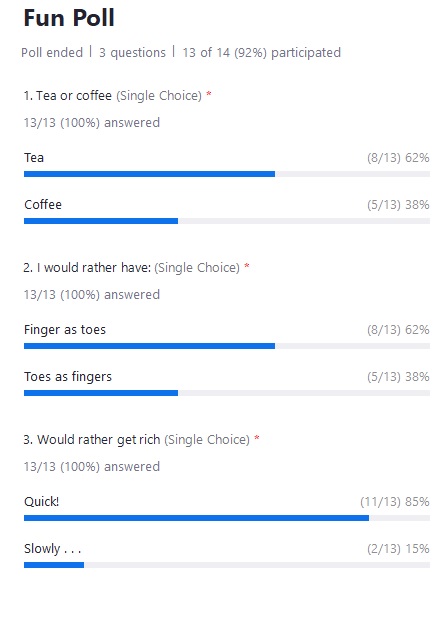 Fun Poll
Poll ended | 3 questions | 13 of 14 (92%) participated
1. Tea or coffee (Single Choice) *
13/13 (100%) answered
Tea (8/13) 62%
Coffee (5/13) 38%
2. I would rather have: (Single Choice) *
13/13 (100%) answered
Finger as toes (8/13) 62%
Toes as fingers (5/13) 38%
3. Would rather get rich (Single Choice) *
13/13 (100%) answered
Quick! (11/13) 85%
Slowly . . . (2/13) 15%